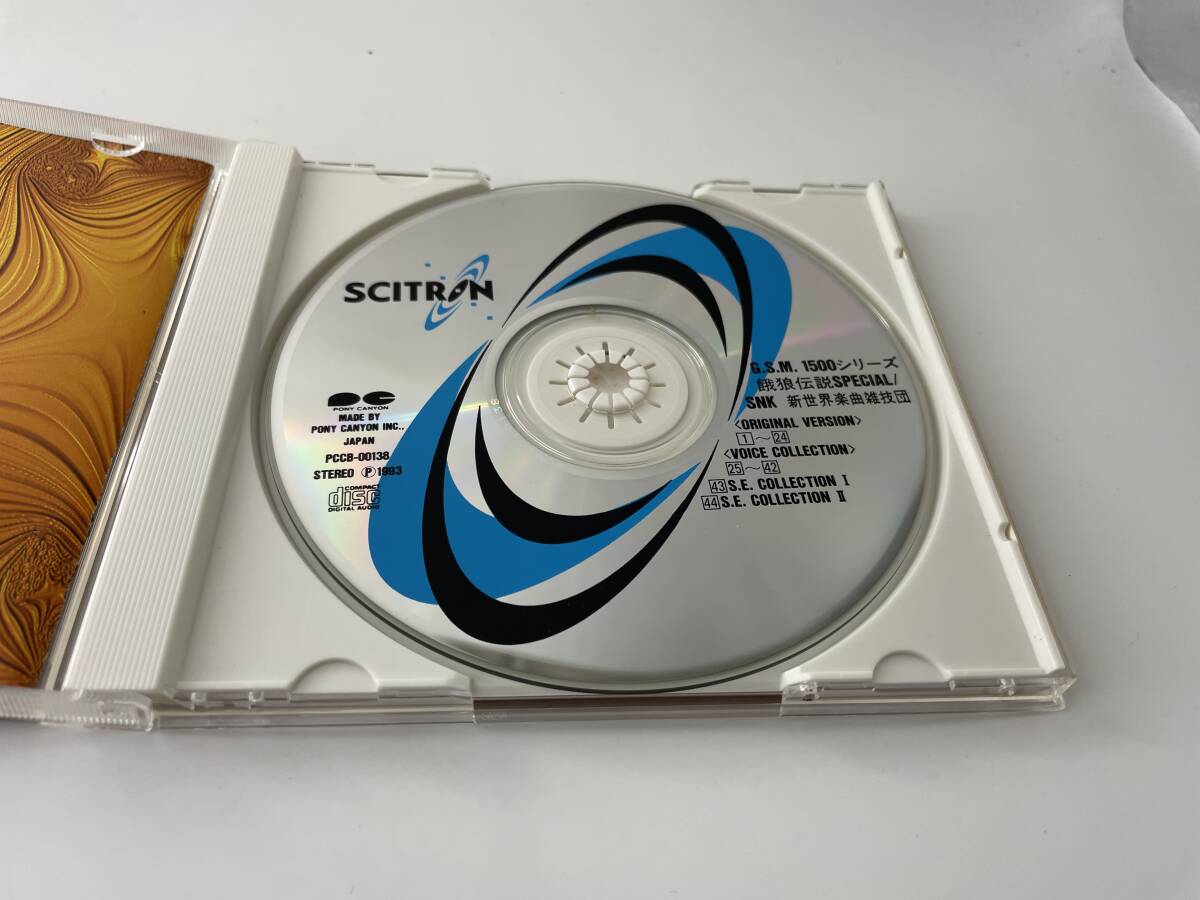 SCITRON
PONY CANYON
MADE BY
PONY CANYON INC.,
JAPAN
PCCB-00138
STEREO Ⓟ1993
COMPACT
disc
DIGITAL AUDIO
G.S.M. 1500シリーズ
餓狼伝説SPECIAL/
SNK 新世界楽曲雑技団
〈ORIGINAL VERSION〉
1～24
〈VOICE COLLECTION〉
25～42
43 S.E. COLLECTION Ⅰ
44 S.E. COLLECTION Ⅱ